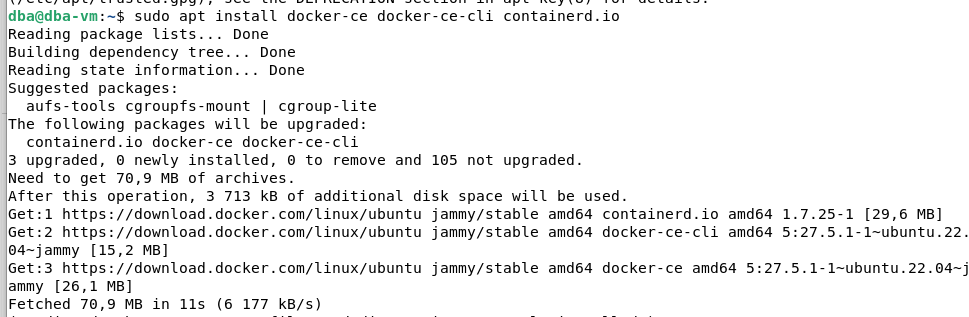 (/etc/apt/trusted.gpg), see the DEPRECATION section in apt-key(8) for details.
dba@dba-vm:~$ sudo apt install docker-ce docker-ce-cli containerd.io
Reading package lists... Done
Building dependency tree... Done
Reading state information... Done
Suggested packages:
  aufs-tools cgroupfs-mount | cgroup-lite
The following packages will be upgraded:
  containerd.io docker-ce docker-ce-cli
3 upgraded, 0 newly installed, 0 to remove and 105 not upgraded.
Need to get 70,9 MB of archives.
After this operation, 3 713 kB of additional disk space will be used.
Get:1 https://download.docker.com/linux/ubuntu jammy/stable amd64 containerd.io amd64 1.7.25-1 [29,6 MB]
Get:2 https://download.docker.com/linux/ubuntu jammy/stable amd64 docker-ce-cli amd64 5:27.5.1-1~ubuntu.22.
04~jammy [15,2 MB]
Get:3 https://download.docker.com/linux/ubuntu jammy/stable amd64 docker-ce amd64 5:27.5.1-1~ubuntu.22.04~j
ammy [26,1 MB]
Fetched 70,9 MB in 11s (6 177 kB/s)